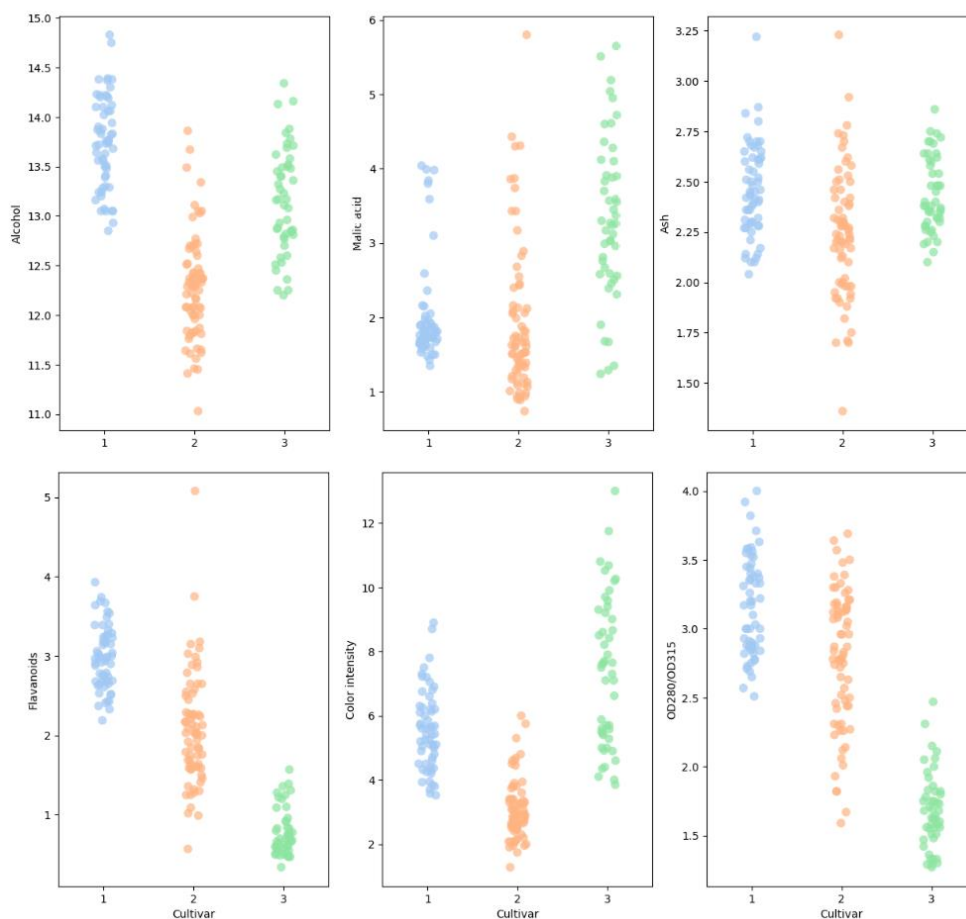 15.0
14.5
14.0
13.5
13.0
12.5
12.0
11.5
11.0
Alcohol
1 2 3
6
5
4
3
2
1
Malic acid
1 2 3
3.25
3.00
2.75
2.50
2.25
2.00
1.75
1.50
Ash
1 2 3
5
4
3
2
1
Flavanoids
1 2 3
Cultivar
12
10
8
6
4
2
Color intensity
1 2 3
Cultivar
4.0
3.5
3.0
2.5
2.0
1.5
OD280/OD315
1 2 3
Cultivar